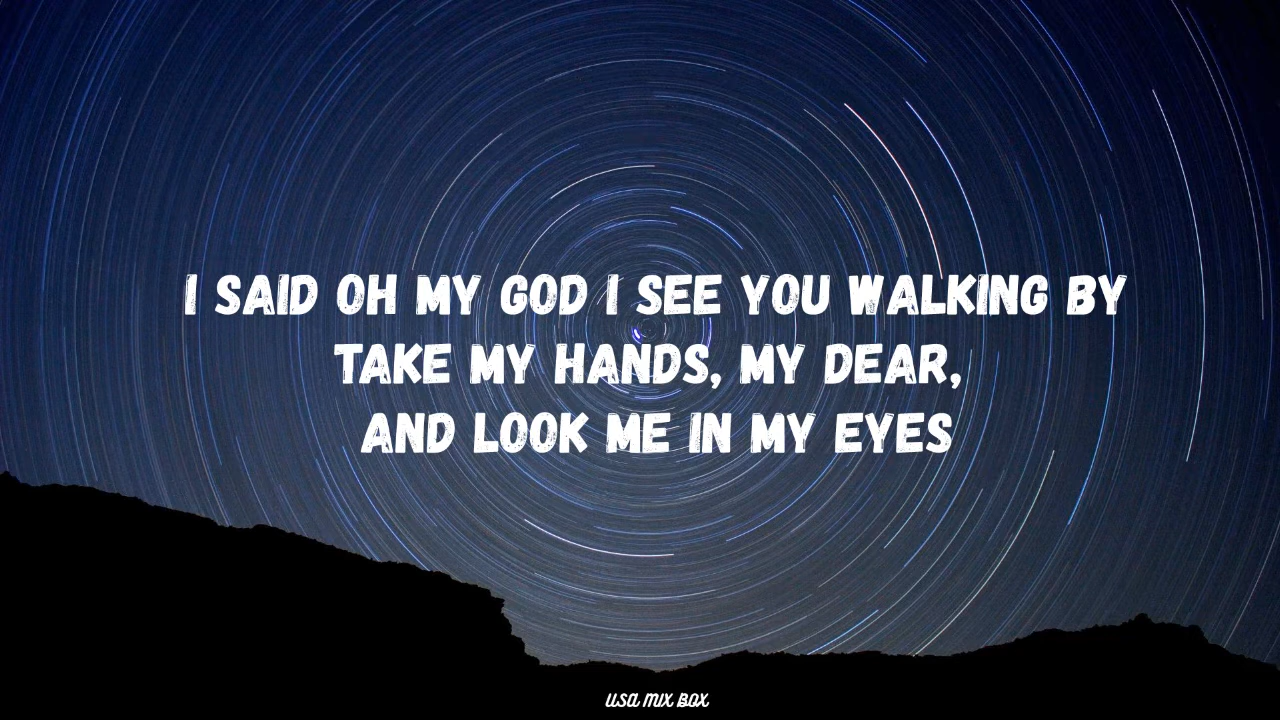 I SAID OH MY GOD I SEE YOU WALKING BY
TAKE MY HANDS, MY DEAR,
AND LOOK ME IN MY EYES
USA MIX BOX